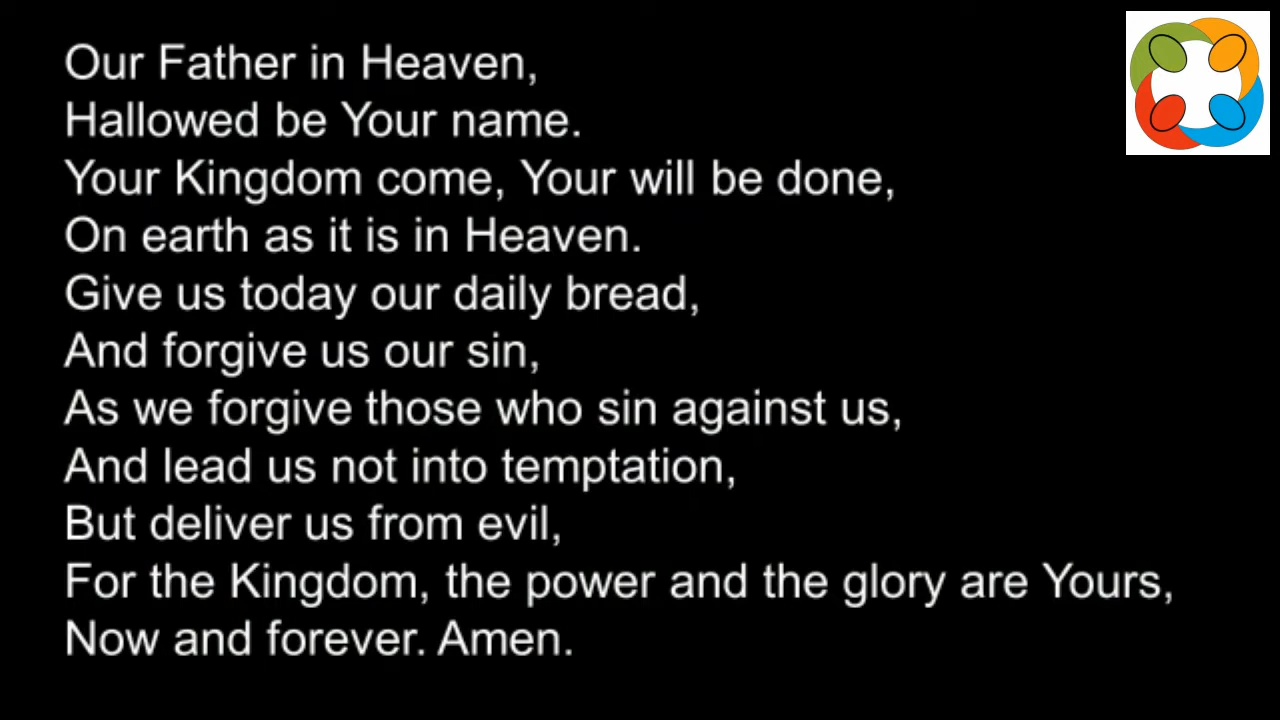 Our Father in Heaven,
Hallowed be Your name.
Your Kingdom come, Your will be done,
On earth as it is in Heaven.
Give us today our daily bread,
And forgive us our sin,
As we forgive those who sin against us,
And lead us not into temptation,
But deliver us from evil,
For the Kingdom, the power and the glory are Yours,
Now and forever. Amen.